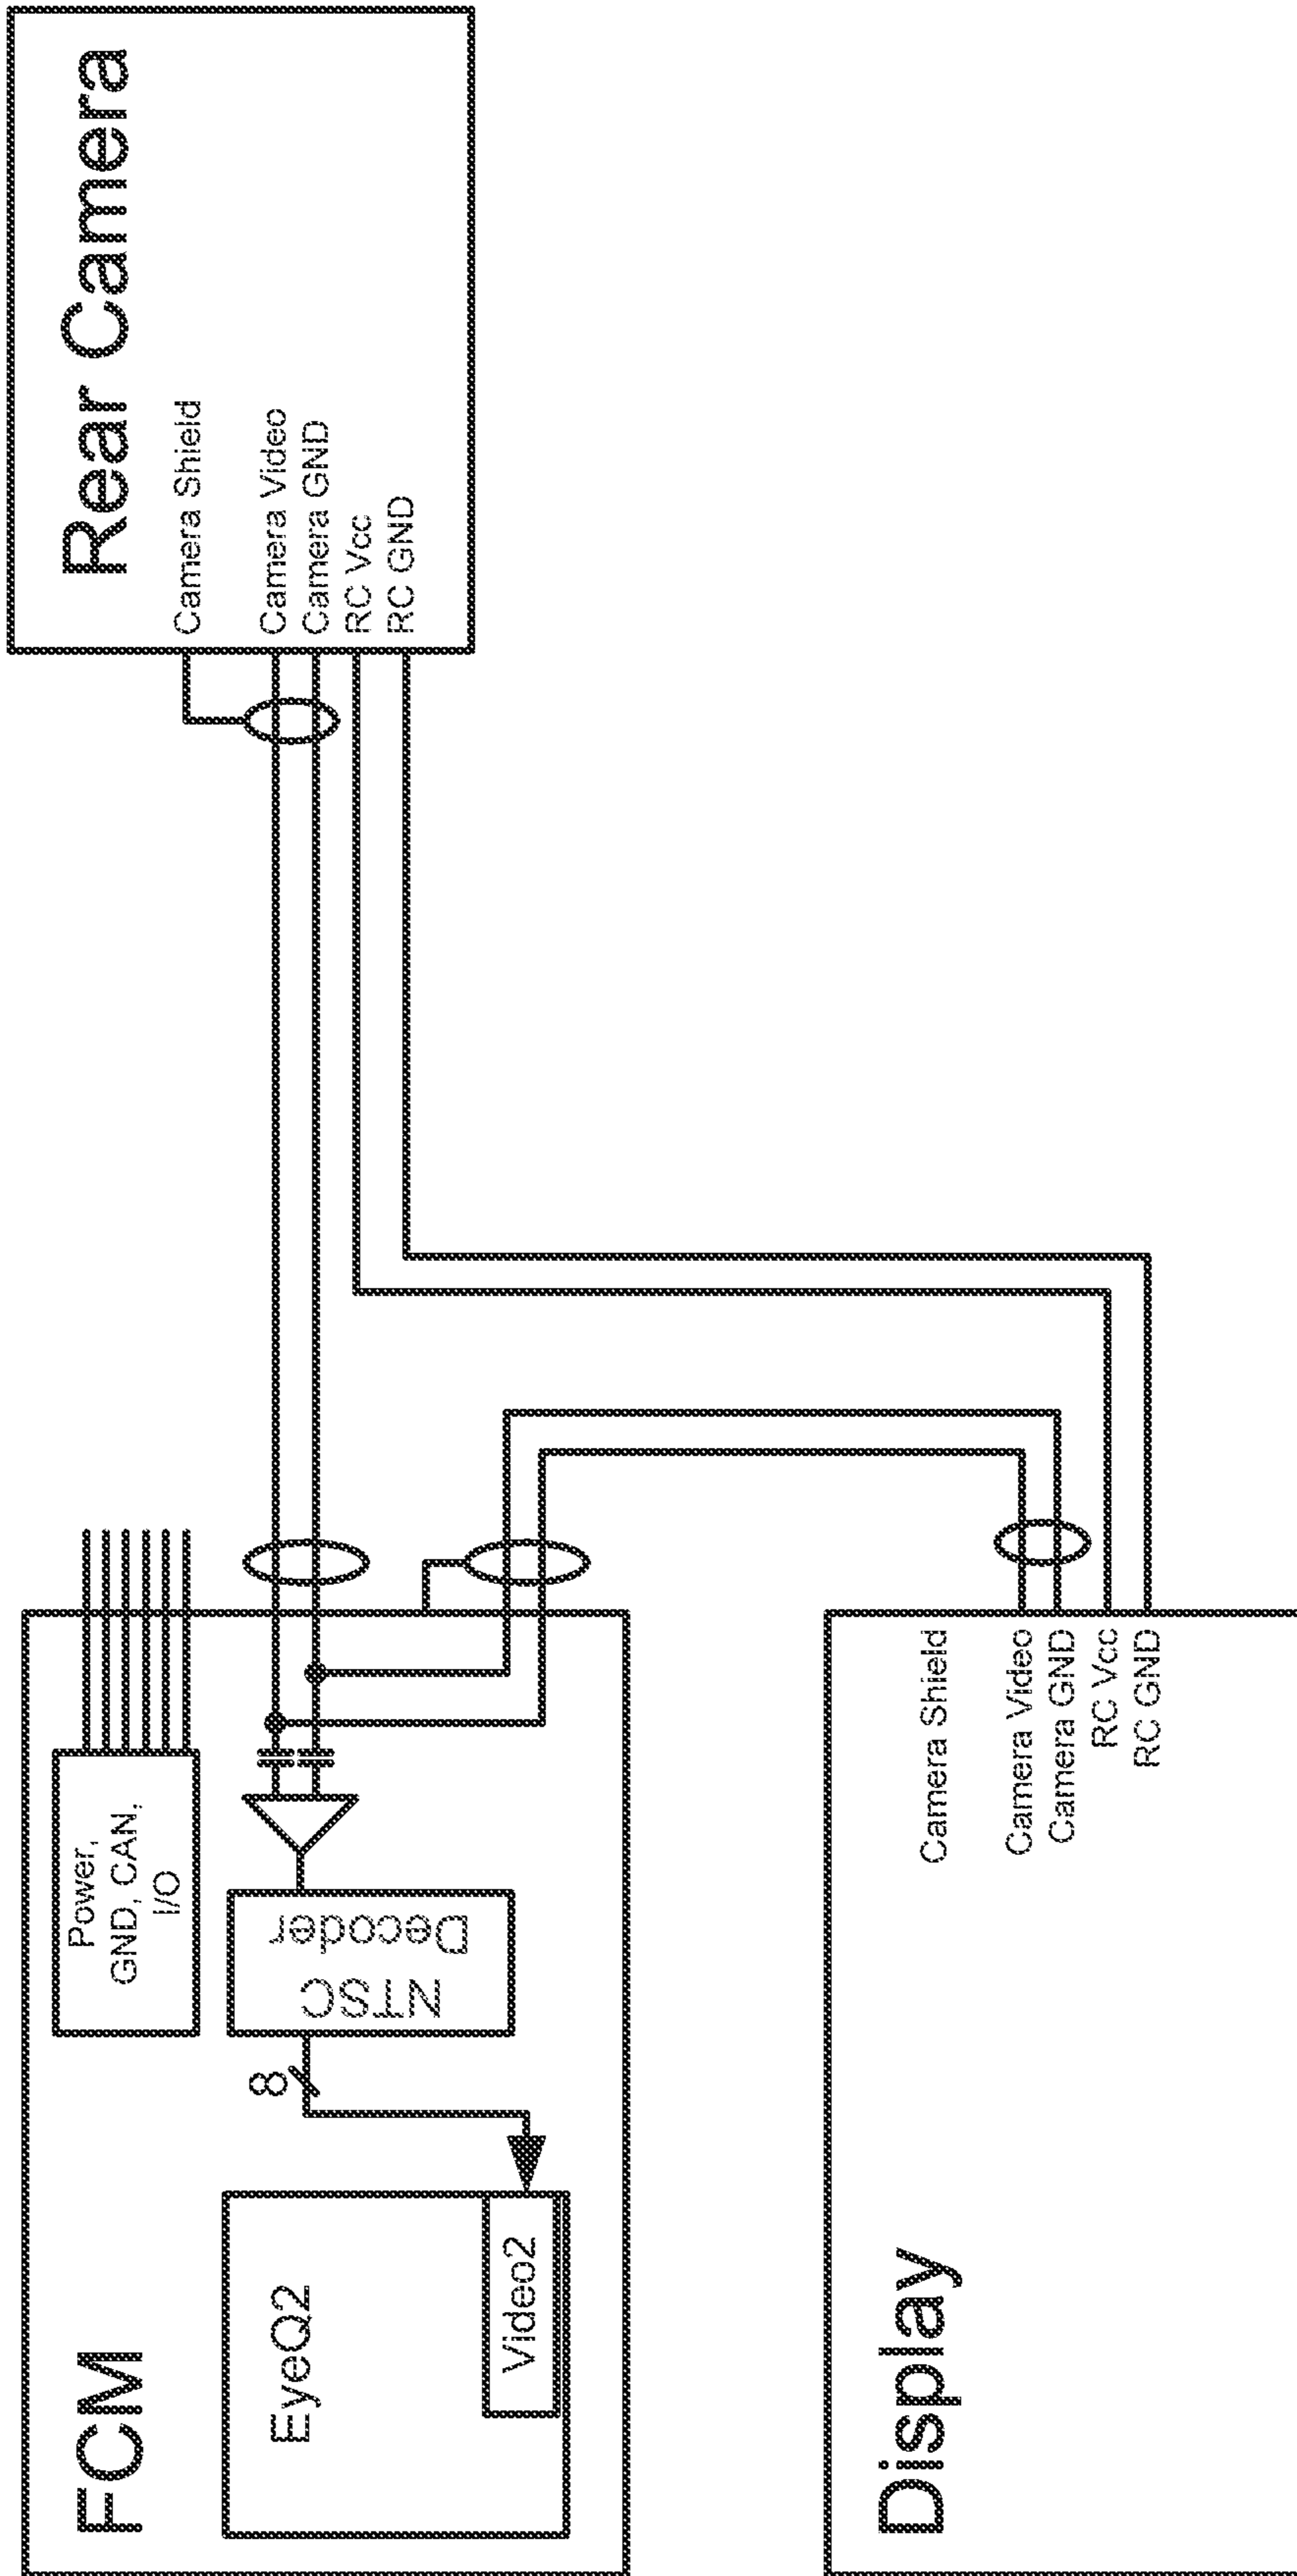 FCM
Power,
GND, CAN,
I/O
EyeQ2
Video2
8
NTSC
Decoder
Rear Camera
Camera Shield
Camera Video
Camera GND
RC Vcc
RC GND
Display
Camera Shield
Camera Video
Camera GND
RC Vcc
RC GND